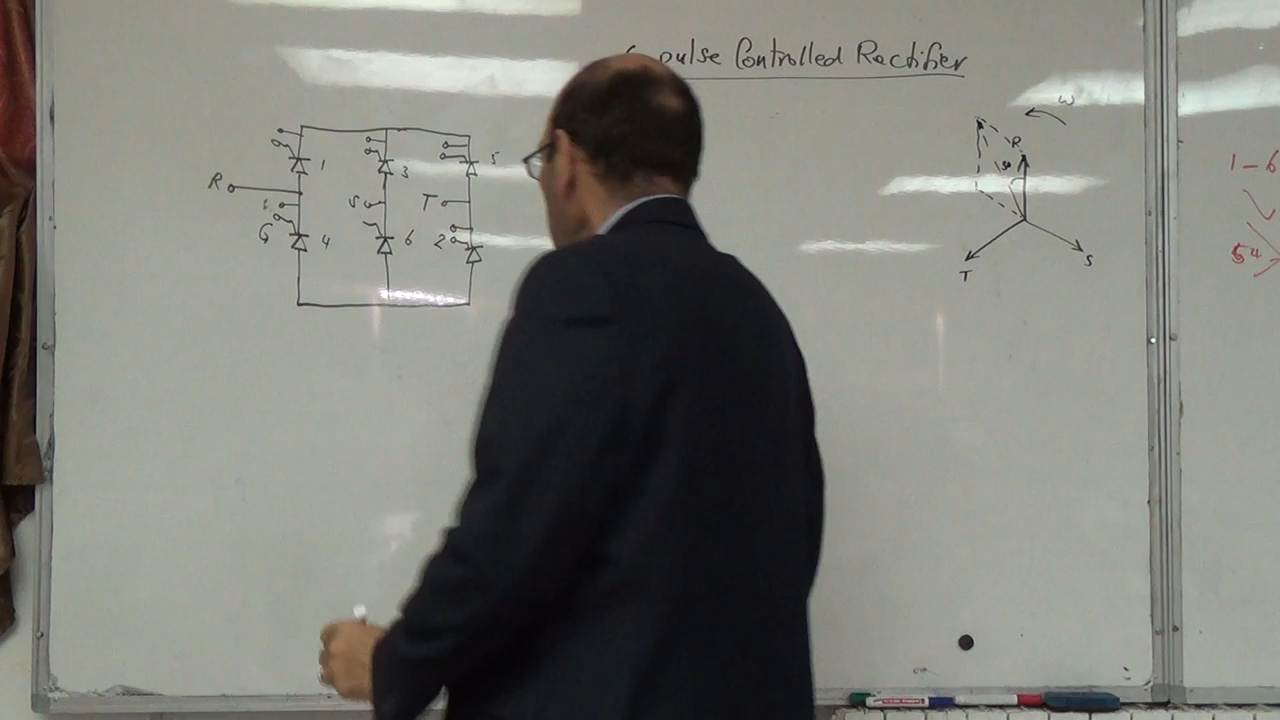 pulse Controlled Rectifier
ω
R
1 3 5
R S T
G 4 6 2
T S
1-6
54